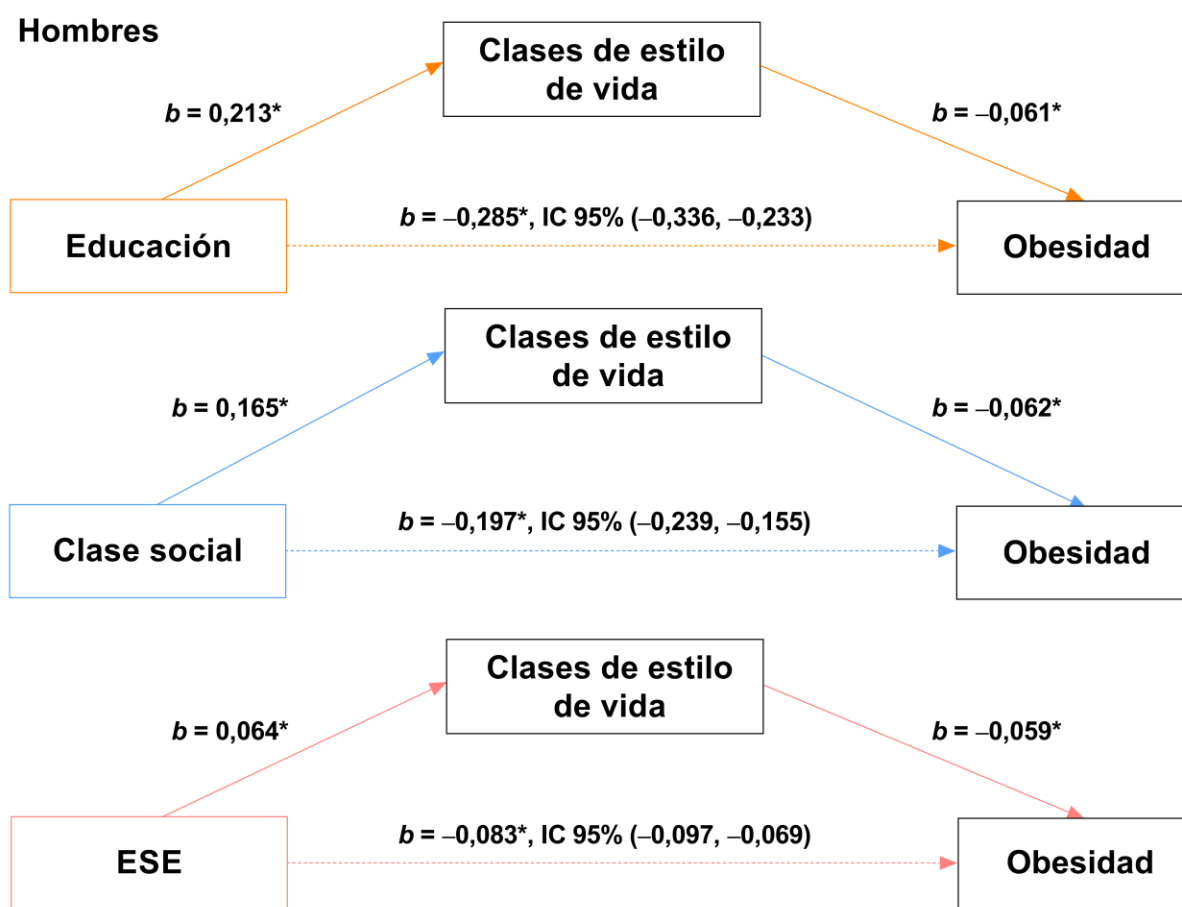 Hombres
Clases de estilo
de vida
b = 0,213*
b = –0,061*
Educación
b = –0,285*, IC 95% (–0,336, –0,233)
Obesidad
Clases de estilo
de vida
b = 0,165*
b = –0,062*
Clase social
b = –0,197*, IC 95% (–0,239, –0,155)
Obesidad
Clases de estilo
de vida
b = 0,064*
b = –0,059*
ESE
b = –0,083*, IC 95% (–0,097, –0,069)
Obesidad